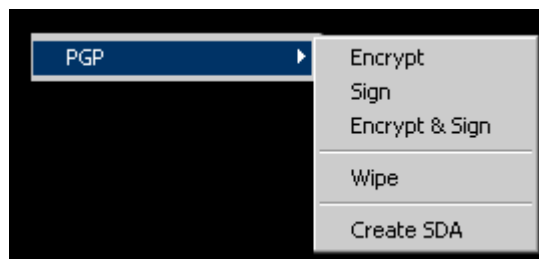 PGP
Encrypt
Sign
Encrypt & Sign
Wipe
Create SDA